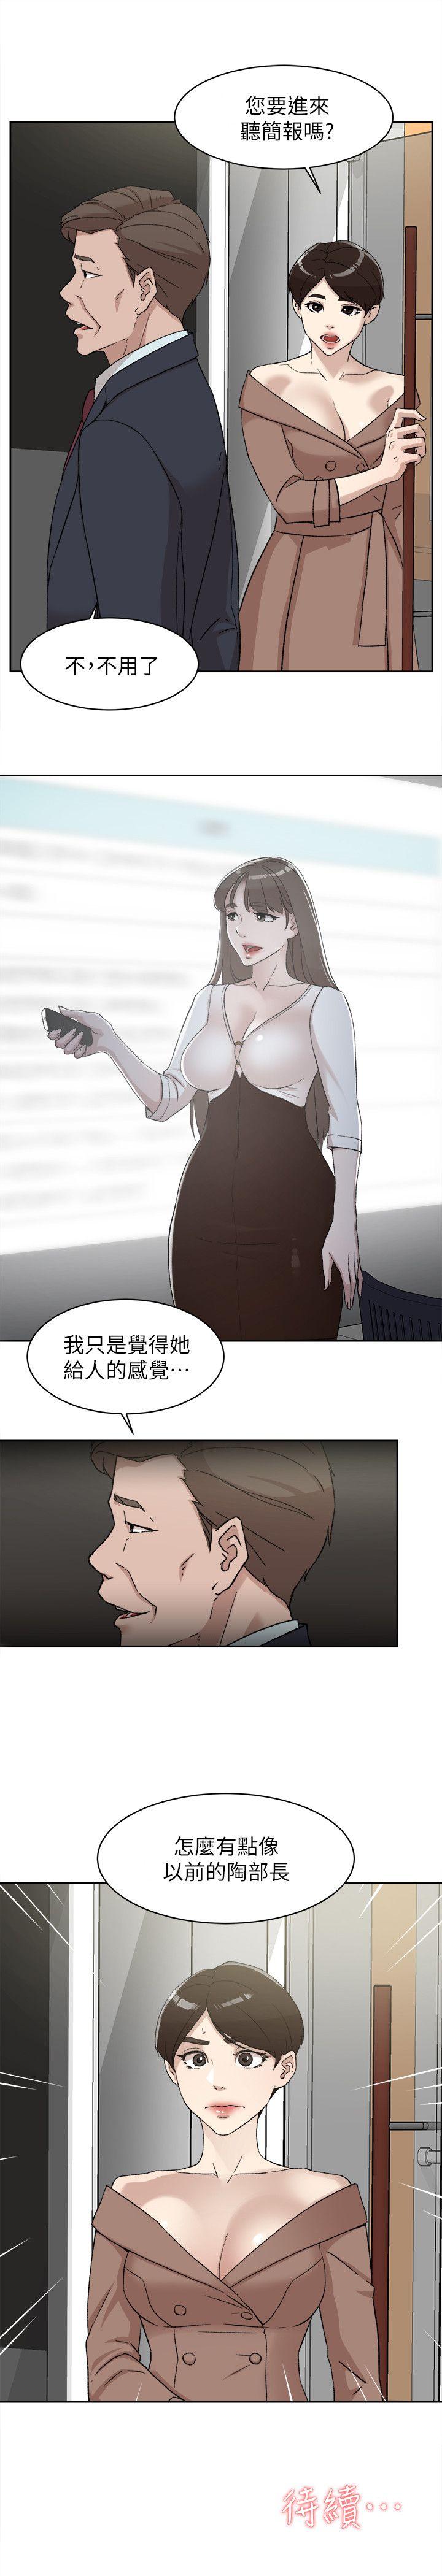 您要進來
聽簡報嗎?
不，不用了
我只是覺得她
給人的感覺…
怎麼有點像
以前的陶部長
待續…